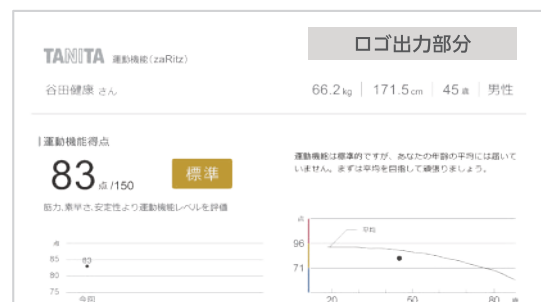 ロゴ出力部分
TANITA 運動機能(zaRitz)
谷田健康 さん
66.2kg | 171.5cm | 45歳 | 男性
運動機能得点
83点/150
標準
筋力,素早さ,安定性より運動機能レベルを評価
運動機能は標準的ですが、あなたの年齢の平均には届いて
いません。まずは平均を目指して頑張りましょう。
点
85
83
80
75
今回
点
平均
96
71
20 50 80 歳